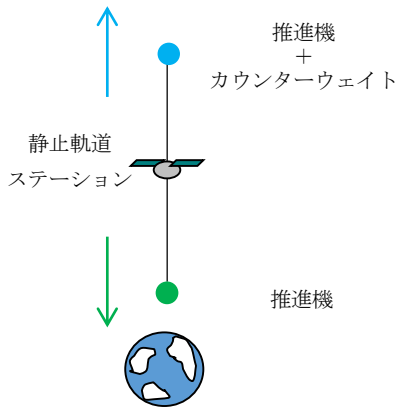 推進機
+
カウンターウェイト
静止軌道
ステーション
推進機